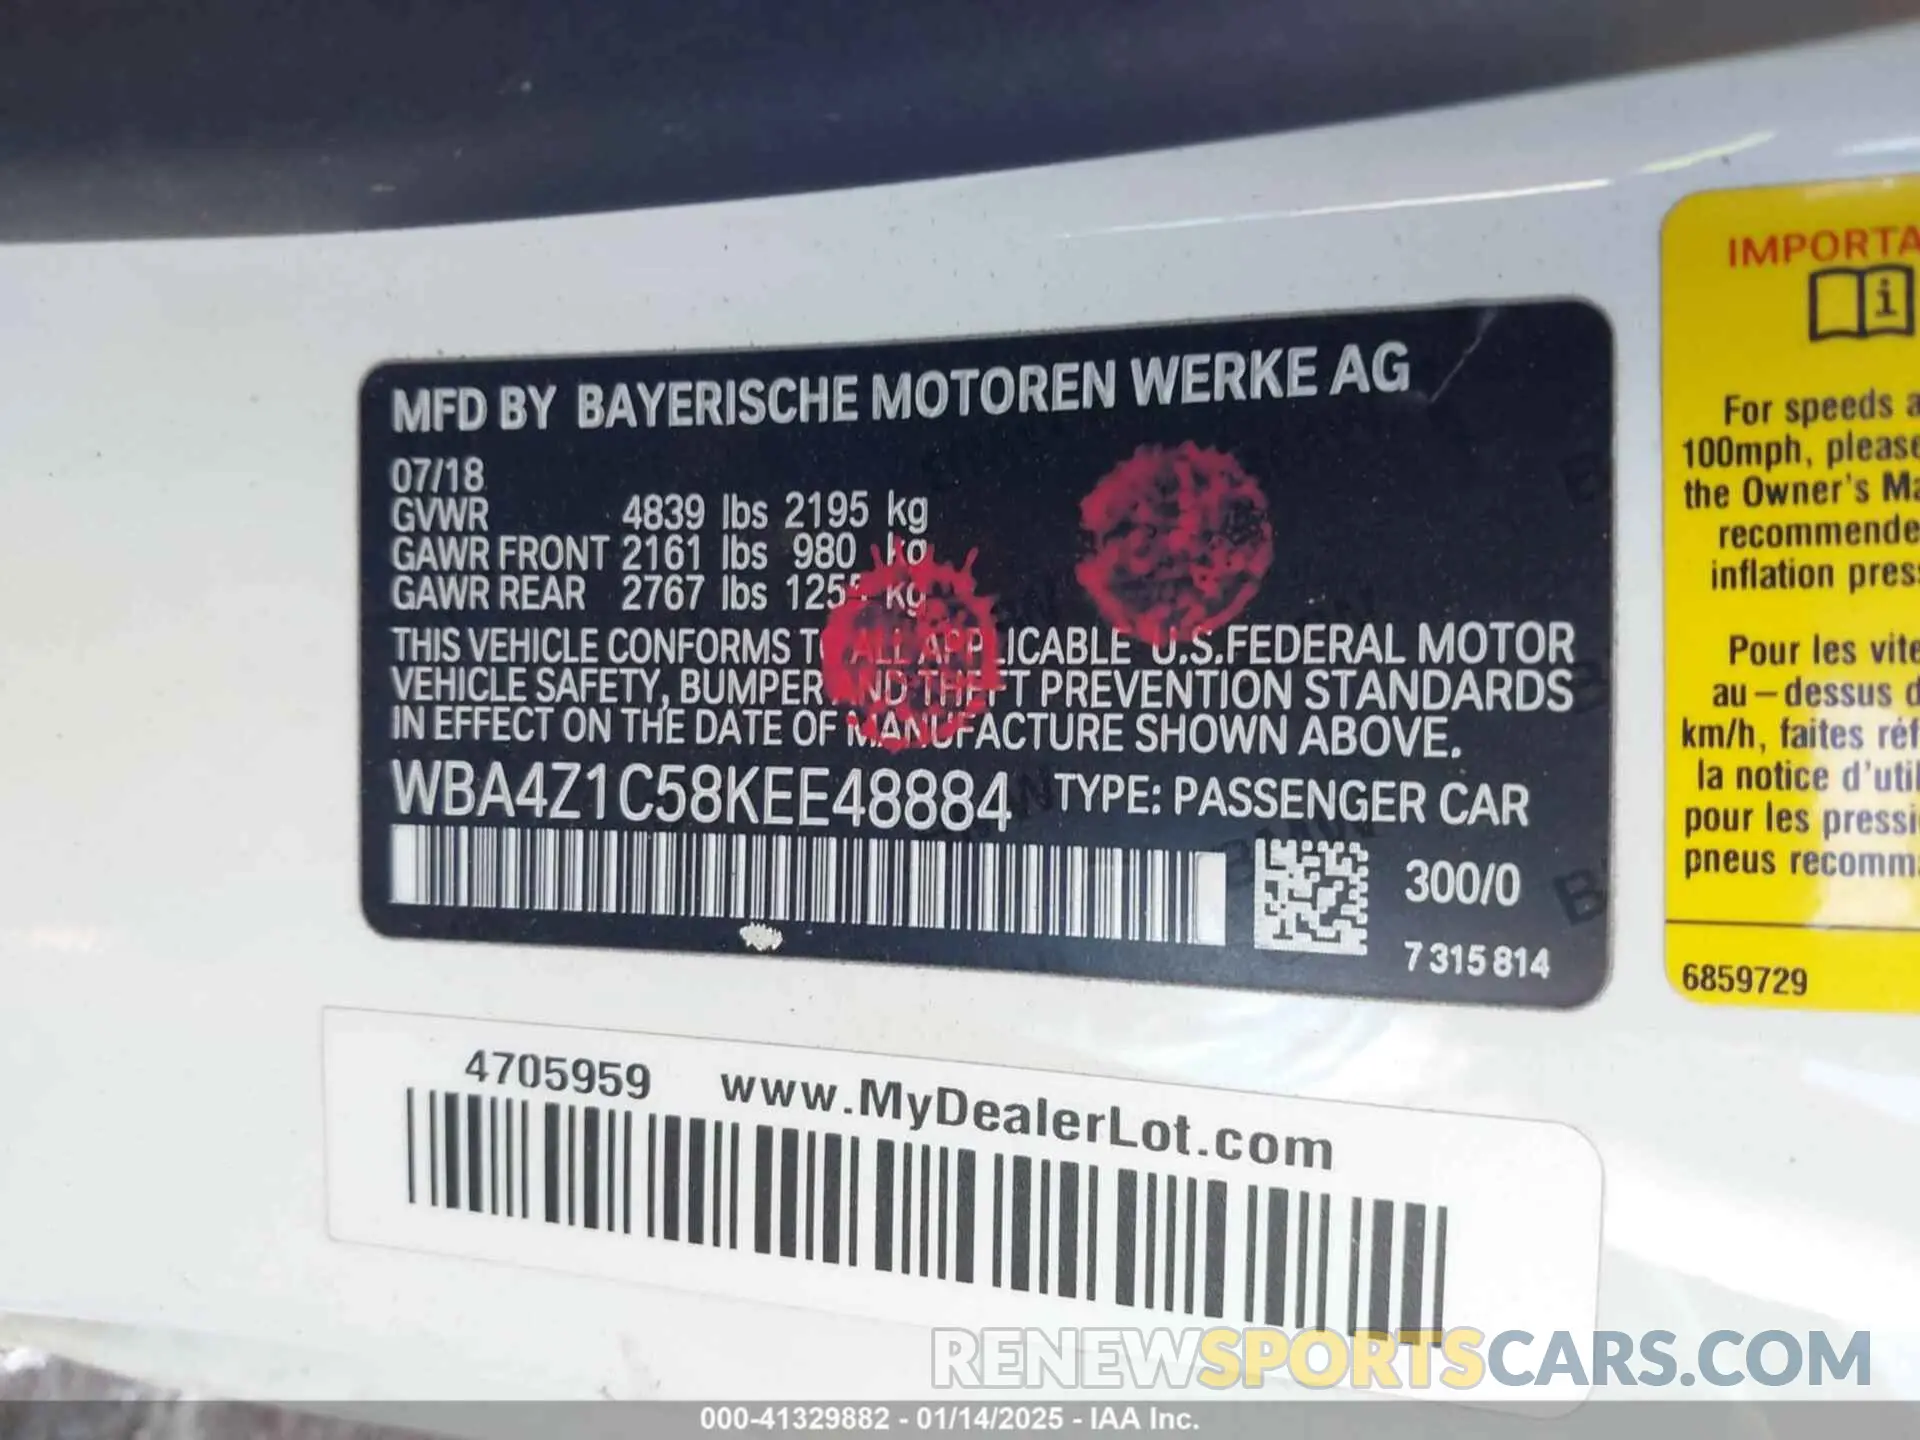 MFD BY BAYERISCHE MOTOREN WERKE AG
07/18
GVWR 4839 lbs 2195 kg
GAWR FRONT 2161 lbs 980 kg
GAWR REAR 2767 lbs 1255 kg
THIS VEHICLE CONFORMS TO ALL APPLICABLE U.S.FEDERAL MOTOR
VEHICLE SAFETY, BUMPER AND THEFT PREVENTION STANDARDS
IN EFFECT ON THE DATE OF MANUFACTURE SHOWN ABOVE.
WBA4Z1C58KEE48884 TYPE: PASSENGER CAR
300/0
7 315 814
IMPORTA
i
For speeds a
100mph, please
the Owner's Ma
recommende
inflation press
Pour les vite
au-dessus d
km/h, faites réf
la notice d'util
pour les pressi
pneus recomm
6859729
4705959 www.MyDealerLot.com
RENEWSPORTSCARS.COM
000-41329882 - 01/14/2025 - IAA Inc.